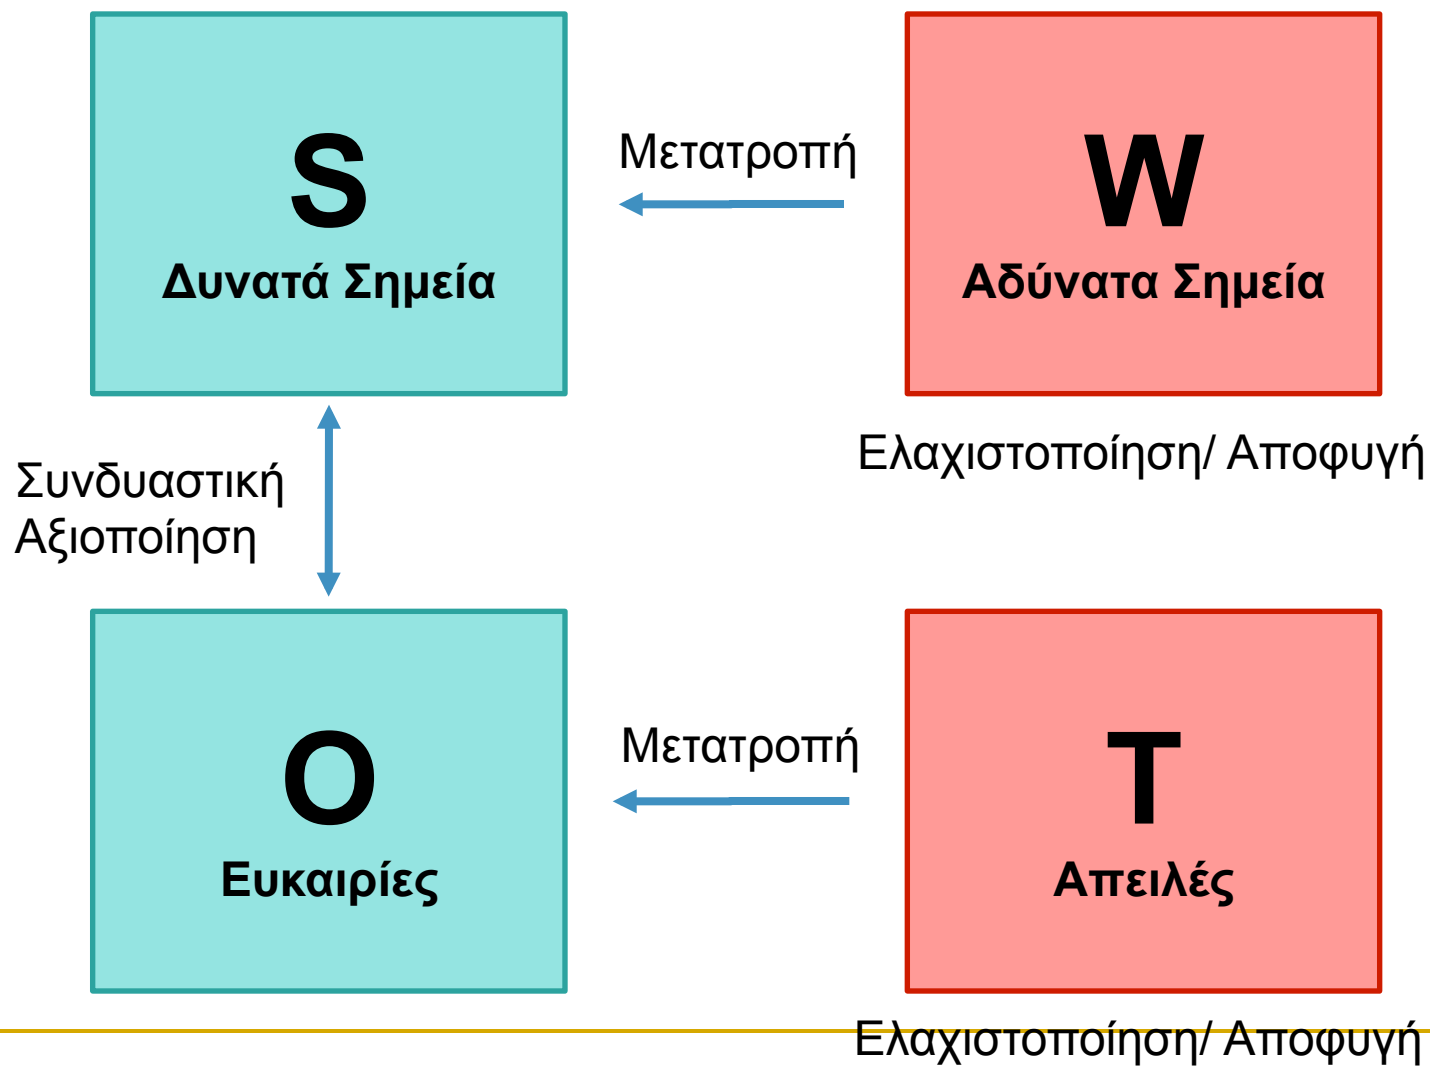 S
Δυνατά Σημεία
Μετατροπή
W
Αδύνατα Σημεία
Συνδυαστική
Αξιοποίηση
Ελαχιστοποίηση/ Αποφυγή
O
Ευκαιρίες
Μετατροπή
T
Απειλές
Ελαχιστοποίηση/ Αποφυγή